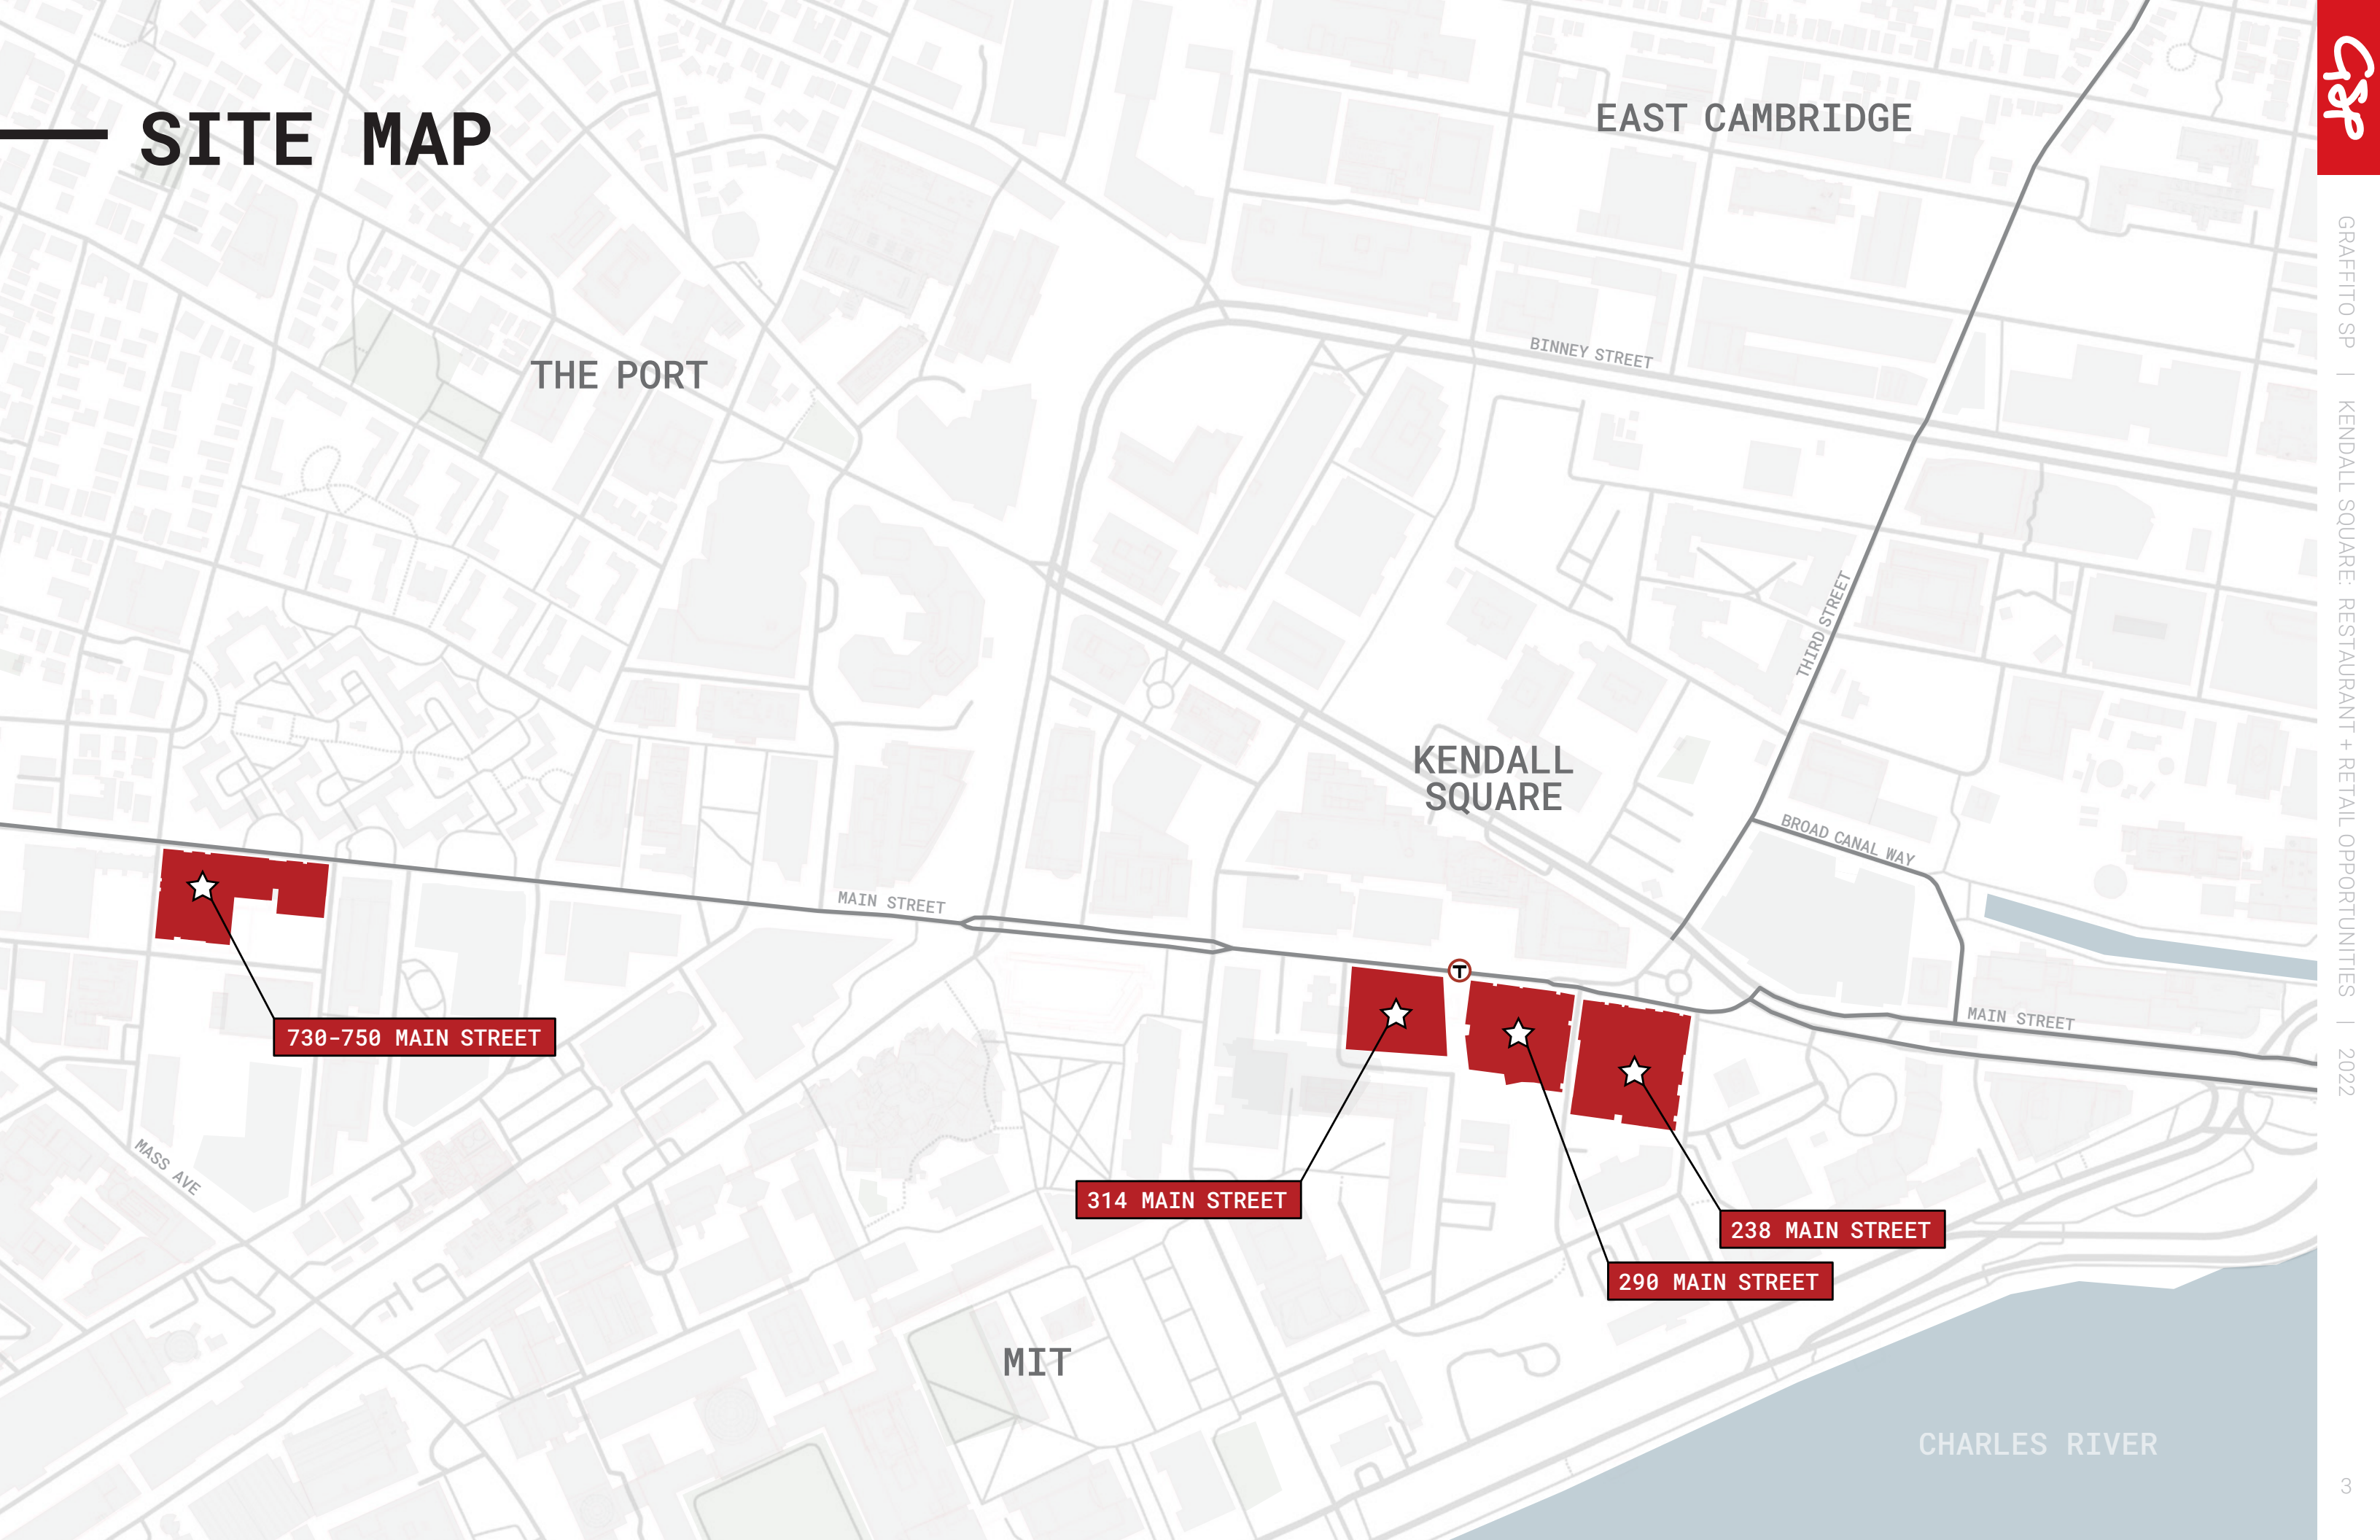 SITE MAP
EAST CAMBRIDGE
GSP
THE PORT
BINNEY STREET
THIRD STREET
KENDALL
SQUARE
BROAD CANAL WAY
MAIN STREET
T
MAIN STREET
730-750 MAIN STREET
MASS AVE
314 MAIN STREET
238 MAIN STREET
290 MAIN STREET
MIT
CHARLES RIVER
GRAFFITO SP | KENDALL SQUARE: RESTAURANT + RETAIL OPPORTUNITIES | 2022
3